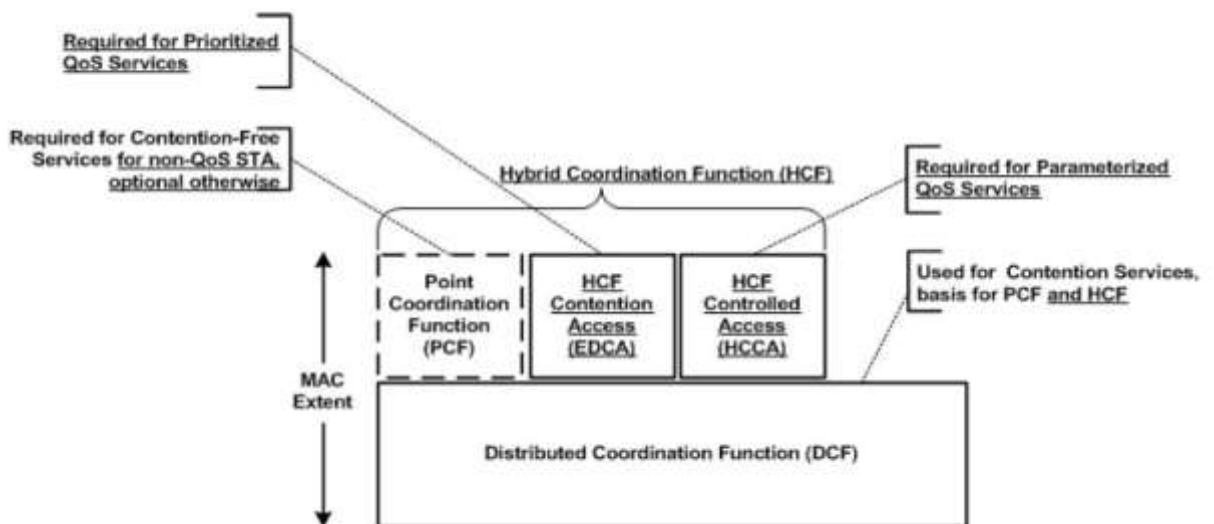 Required for Prioritized
QoS Services
Required for Contention-Free
Services for non-QoS STA,
optional otherwise
Hybrid Coordination Function (HCF)
Required for Parameterized
QoS Services
Used for Contention Services,
basis for PCF and HCF
MAC
Extent
Point
Coordination
Function
(PCF)
HCF
Contention
Access
(EDCA)
HCF
Controlled
Access
(HCCA)
Distributed Coordination Function (DCF)